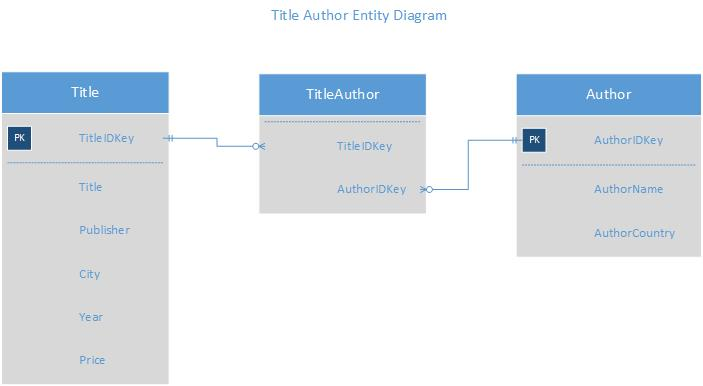 Title Author Entity Diagram
Title
PK
TitleIDKey
Title
Publisher
City
Year
Price
TitleAuthor
TitleIDKey
AuthorIDKey
Author
PK
AuthorIDKey
AuthorName
AuthorCountry